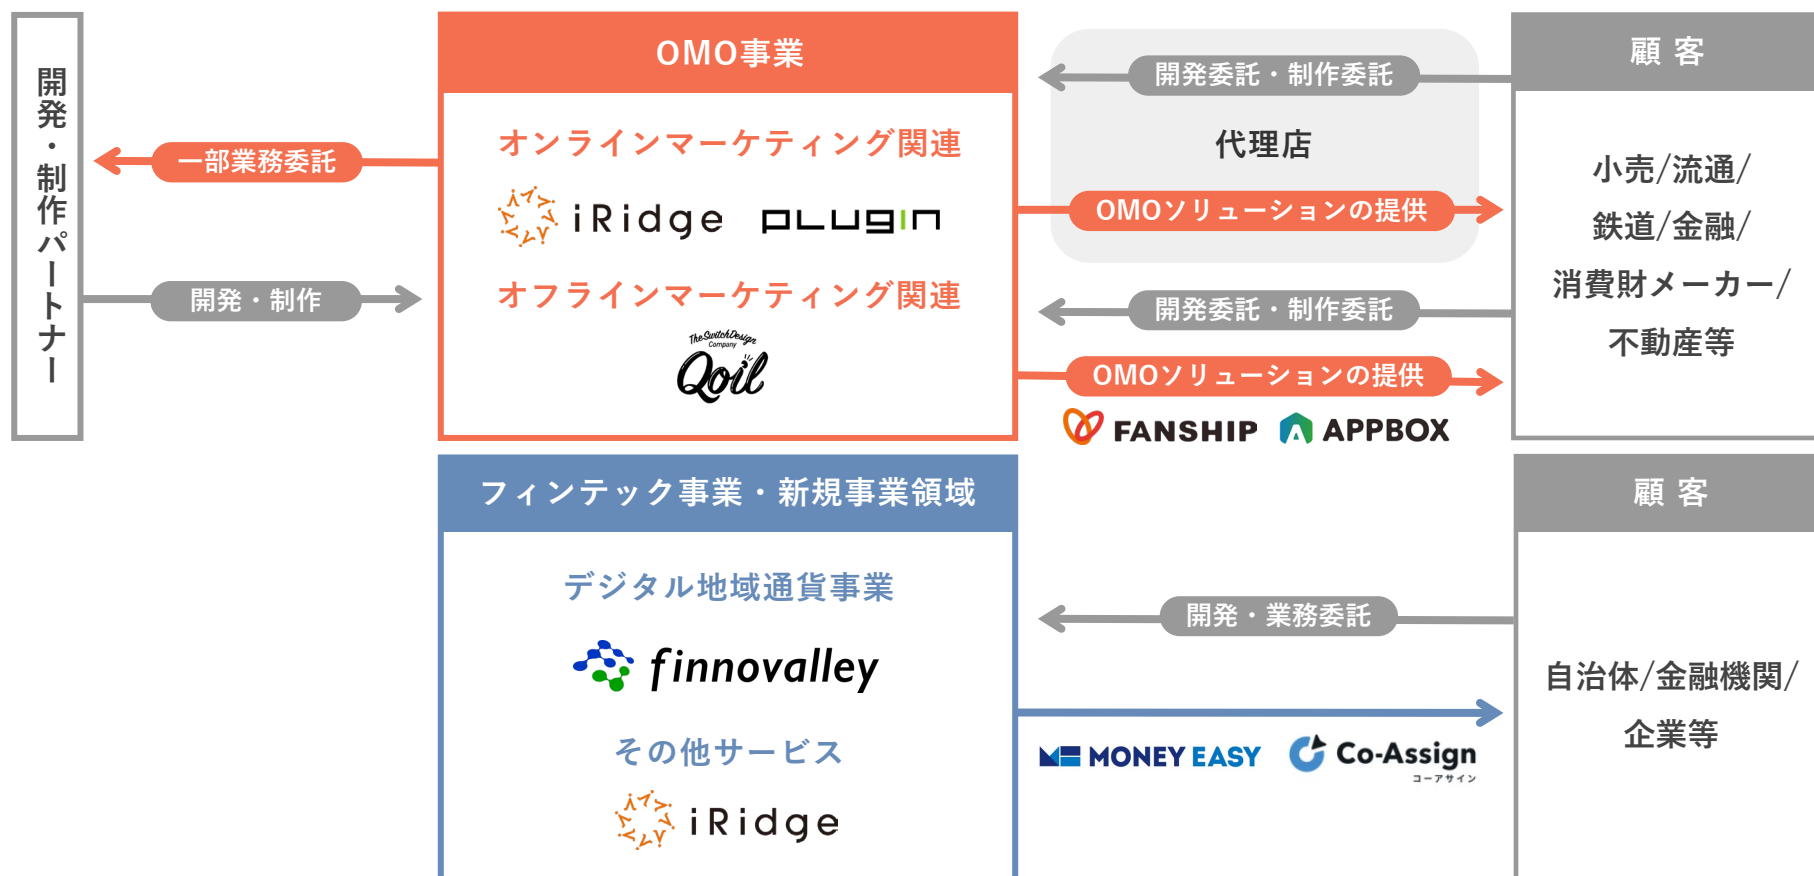 開発・制作パートナー
一部業務委託
開発・制作
OMO事業
オンラインマーケティング関連
iRidge PLUGIN
オフラインマーケティング関連
The Switch Design
Company
Qoil
開発委託・制作委託
代理店
OMOソリューションの提供
開発委託・制作委託
OMOソリューションの提供
FANSHIP APPBOX
顧客
小売/流通/
鉄道/金融/
消費財メーカー/
不動産等
フィンテック事業・新規事業領域
デジタル地域通貨事業
finnovalley
その他サービス
iRidge
開発・業務委託
MONEY EASY Co-Assign
コーアサイン
顧客
自治体/金融機関/
企業等